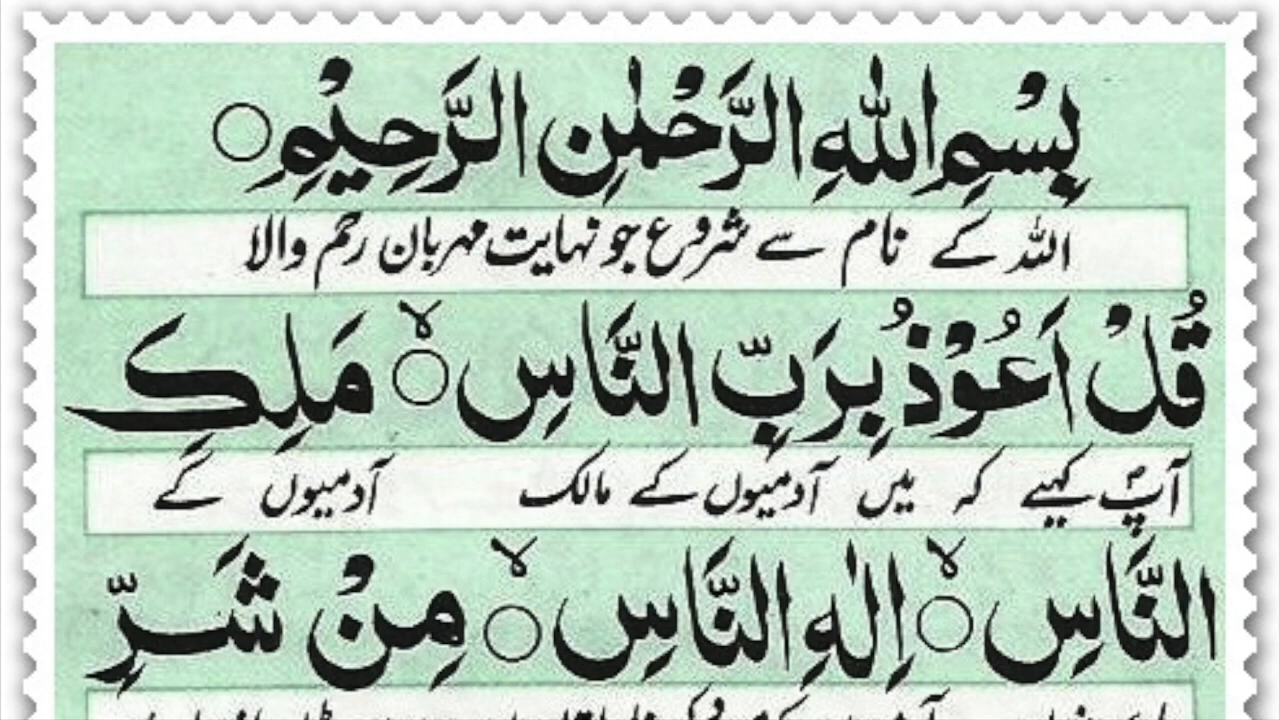 بِسْمِ اللّٰهِ الرَّحْمٰنِ الرَّحِيْمِ ○
اللہ کے نام سے شروع جو نہایت مہربان رحم والا
قُلْ اَعُوْذُ بِرَبِّ النَّاسِ ○ۙ مَلِكِ
آپؐ کہیے کہ میں آدمیوں کے مالک آدمیوں کے
النَّاسِ ○ۙ اِلٰهِ النَّاسِ ○ۙ مِنْ شَرِّ